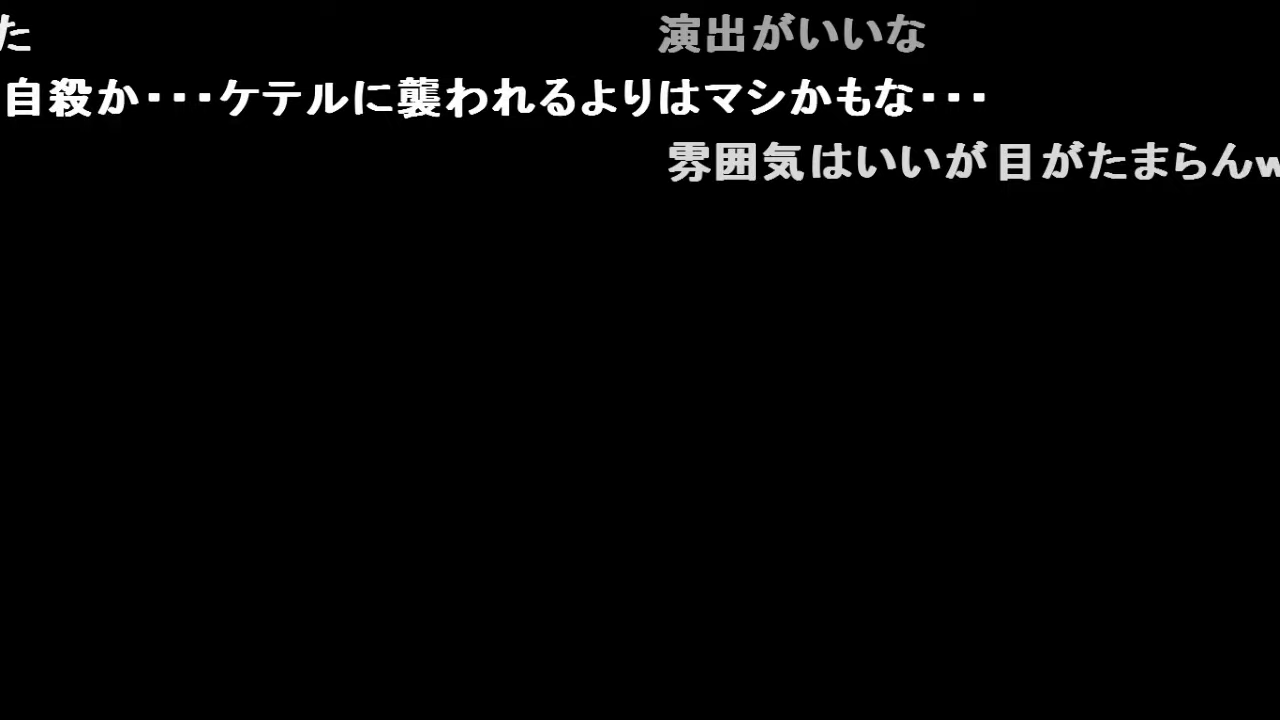 た
演出がいいな
自殺か・・・ケテルに襲われるよりはマシかもな・・・
雰囲気はいいが目がたまらんw